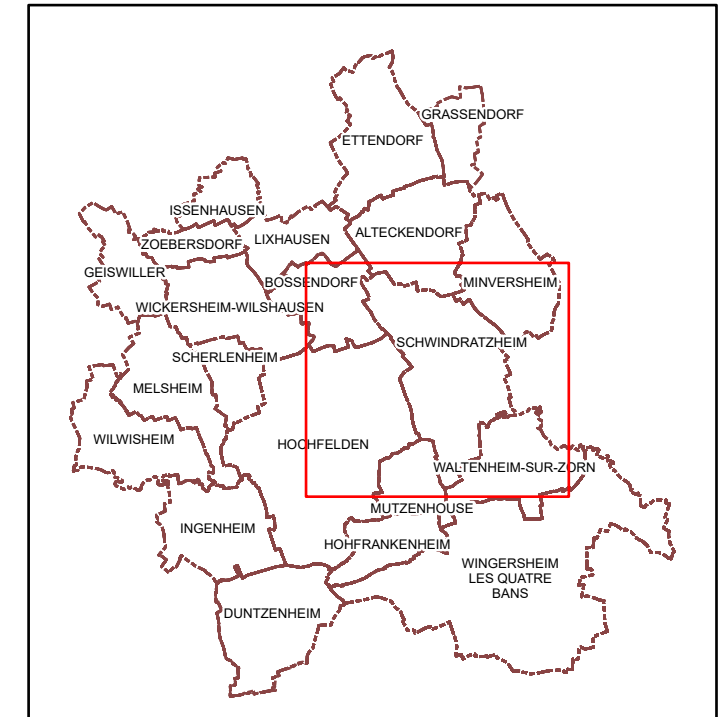 GRASSENDORF
ETTENDORF
ISSENHAUSEN
ALTECKENDORF
LIXHAUSEN
ZOEBERSDORF
GEISWILLER
BOSSENDORF
MINVERSHEIM
WICKERSHEIM-WILSHAUSEN
SCHWINDRATZHEIM
SCHERLENHEIM
MELSHEIM
WILWISHEIM
HOCHFELDEN
WALTENHEIM-SUR-ZORN
MUTZENHOUSE
INGENHEIM
HOHFRANKENHEIM
WINGERSHEIM
LES QUATRE
BANS
DUNTZENHEIM